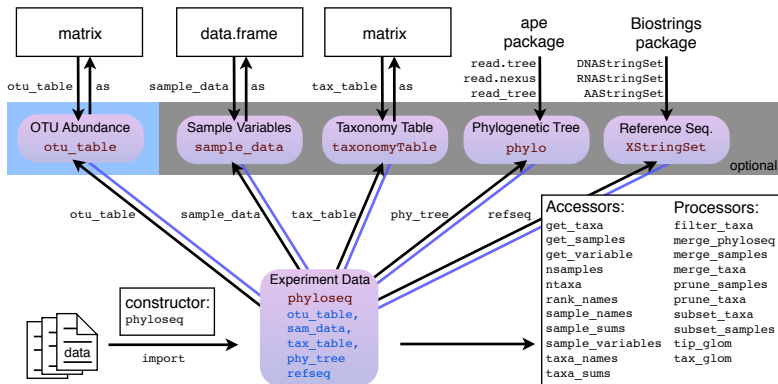 matrix
data.frame
matrix
ape
package
Biostrings
package
otu_table
as
sample_data
as
tax_table
as
read.tree
read.nexus
read_tree
DNAStringSet
RNAStringSet
AAStringSet
OTU Abundance
otu_table
Sample Variables
sample_data
Taxonomy Table
taxonomyTable
Phylogenetic Tree
phylo
Reference Seq.
XStringSet
optional
otu_table
sample_data
tax_table
phy_tree
refseq
Accessors:
get_taxa
get_samples
get_variable
nsamples
ntaxa
rank_names
sample_names
sample_sums
sample_variables
taxa_names
taxa_sums
Processors:
filter_taxa
merge_phyloseq
merge_samples
merge_taxa
prune_samples
prune_taxa
subset_taxa
subset_samples
tip_glom
tax_glom
Experiment Data
phyloseq
otu_table,
sam_data,
tax_table,
phy_tree
refseq
constructor:
phyloseq
data
import